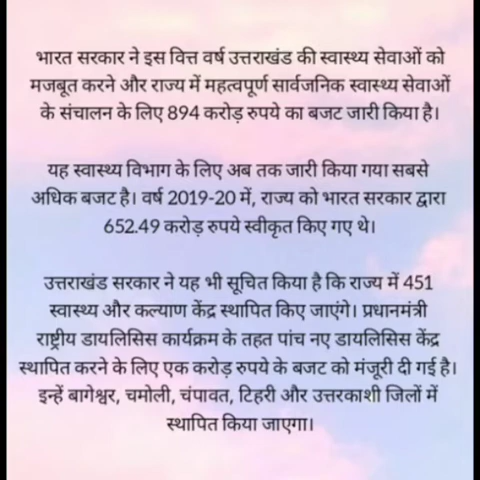 भारत सरकार ने इस वित्त वर्ष उत्तराखंड की स्वास्थ्य सेवाओं को
मजबूत करने और राज्य में महत्वपूर्ण सार्वजनिक स्वास्थ्य सेवाओं
के संचालन के लिए 894 करोड़ रुपये का बजट जारी किया है।
यह स्वास्थ्य विभाग के लिए अब तक जारी किया गया सबसे
अधिक बजट है। वर्ष 2019-20 में, राज्य को भारत सरकार द्वारा
652.49 करोड़ रुपये स्वीकृत किए गए थे।
उत्तराखंड सरकार ने यह भी सूचित किया है कि राज्य में 451
स्वास्थ्य और कल्याण केंद्र स्थापित किए जाएंगे। प्रधानमंत्री
राष्ट्रीय डायलिसिस कार्यक्रम के तहत पांच नए डायलिसिस केंद्र
स्थापित करने के लिए एक करोड़ रुपये के बजट को मंजूरी दी गई है।
इन्हें बागेश्वर, चमोली, चंपावत, टिहरी और उत्तरकाशी जिलों में
स्थापित किया जाएगा।